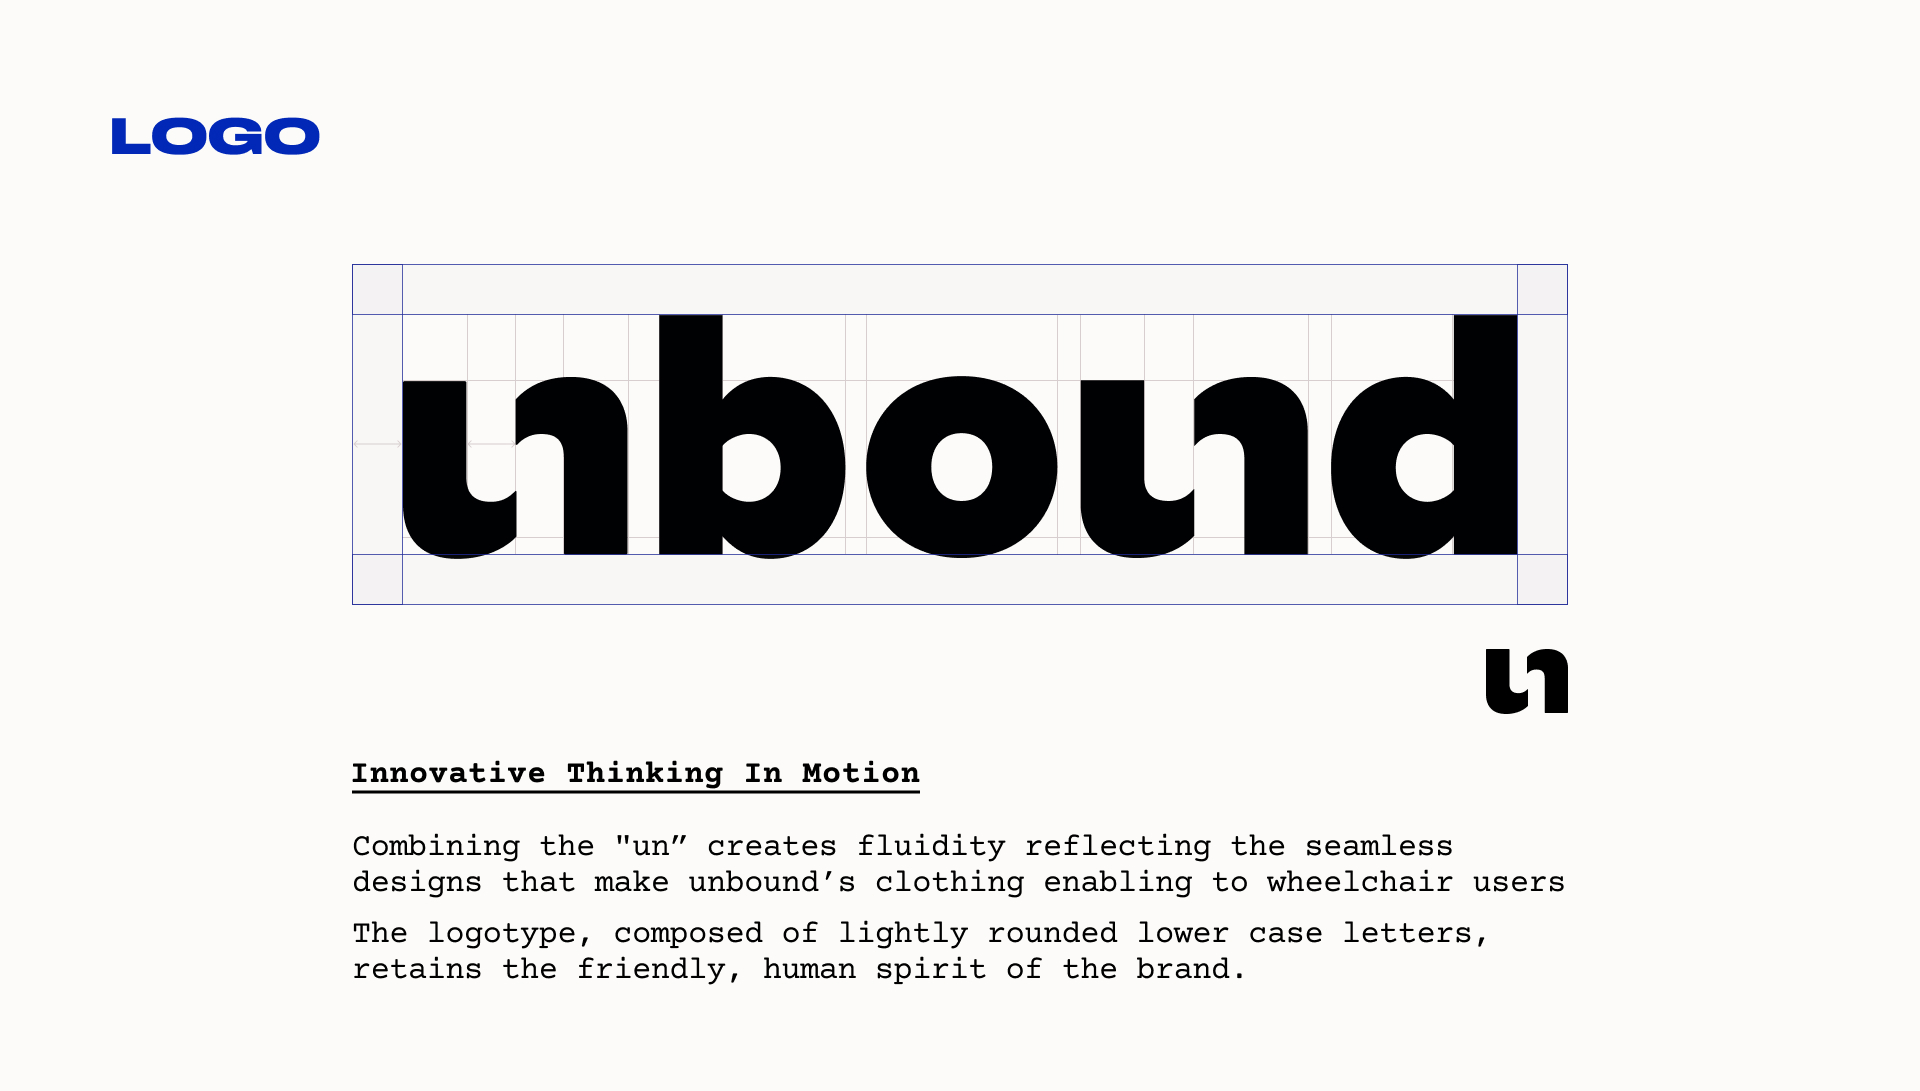 LOGO
unbound
un
Innovative Thinking In Motion
Combining the "un” creates fluidity reflecting the seamless
designs that make unbound’s clothing enabling to wheelchair users
The logotype, composed of lightly rounded lower case letters,
retains the friendly, human spirit of the brand.